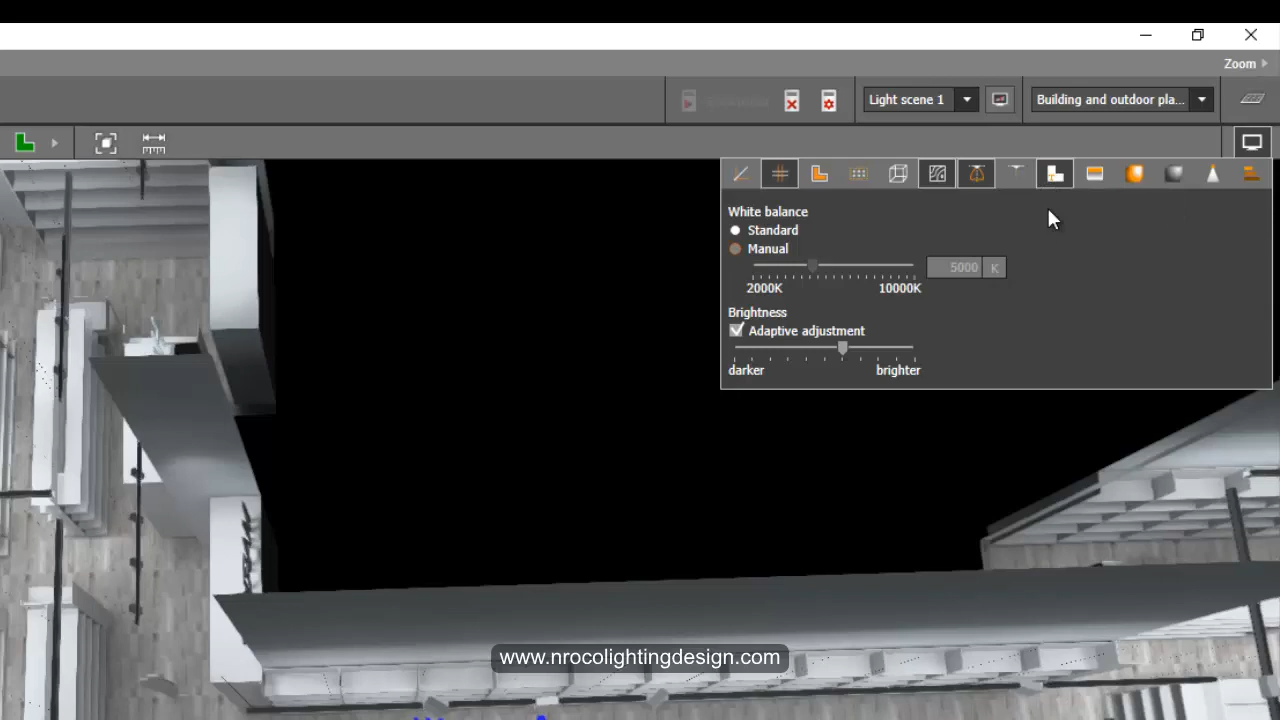 Zoom
Light scene 1
Building and outdoor pla...
White balance
Standard
Manual
5000 K
2000K 10000K
Brightness
Adaptive adjustment
darker brighter
www.nrocolightingdesign.com